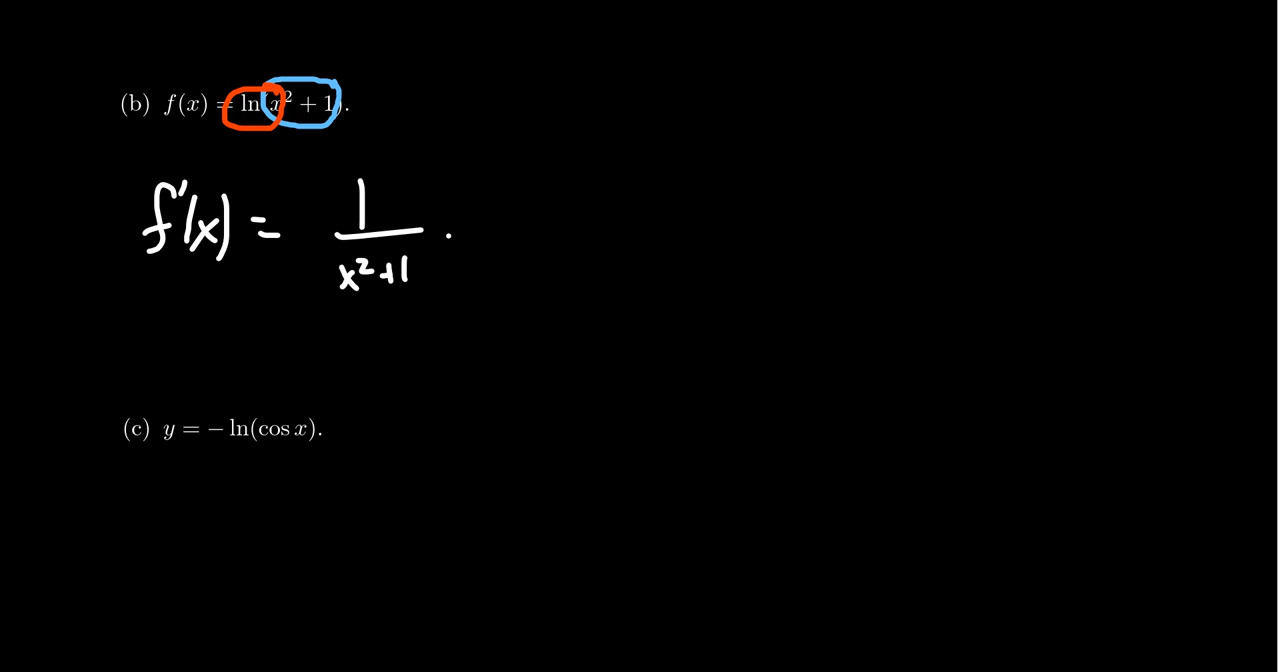 (b) f(x) = ln(x² + 1).
f'(x) = 1/(x²+1) ·
(c) y = − ln(cos x).